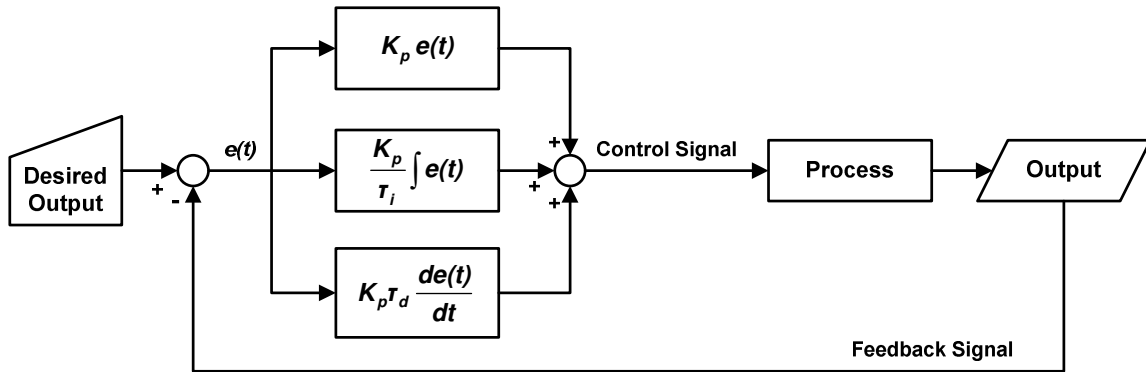 Desired
Output
+
-
e(t)
K_p e(t)
K_p/τ_i ∫ e(t)
K_p τ_d de(t)/dt
+
+
+
Control Signal
Process
Output
Feedback Signal